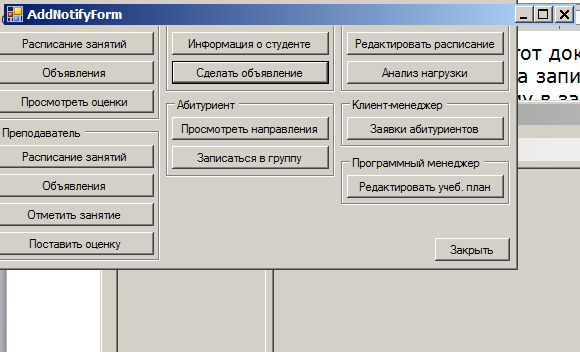 AddNotifyForm
Расписание занятий
Объявления
Просмотреть оценки
Преподаватель
Расписание занятий
Объявления
Отметить занятие
Поставить оценку
Информация о студенте
Сделать объявление
Абитуриент
Просмотреть направления
Записаться в группу
Редактировать расписание
Анализ нагрузки
Клиент-менеджер
Заявки абитуриентов
Программный менеджер
Редактировать учеб. план
Закрыть
тот док
а запи